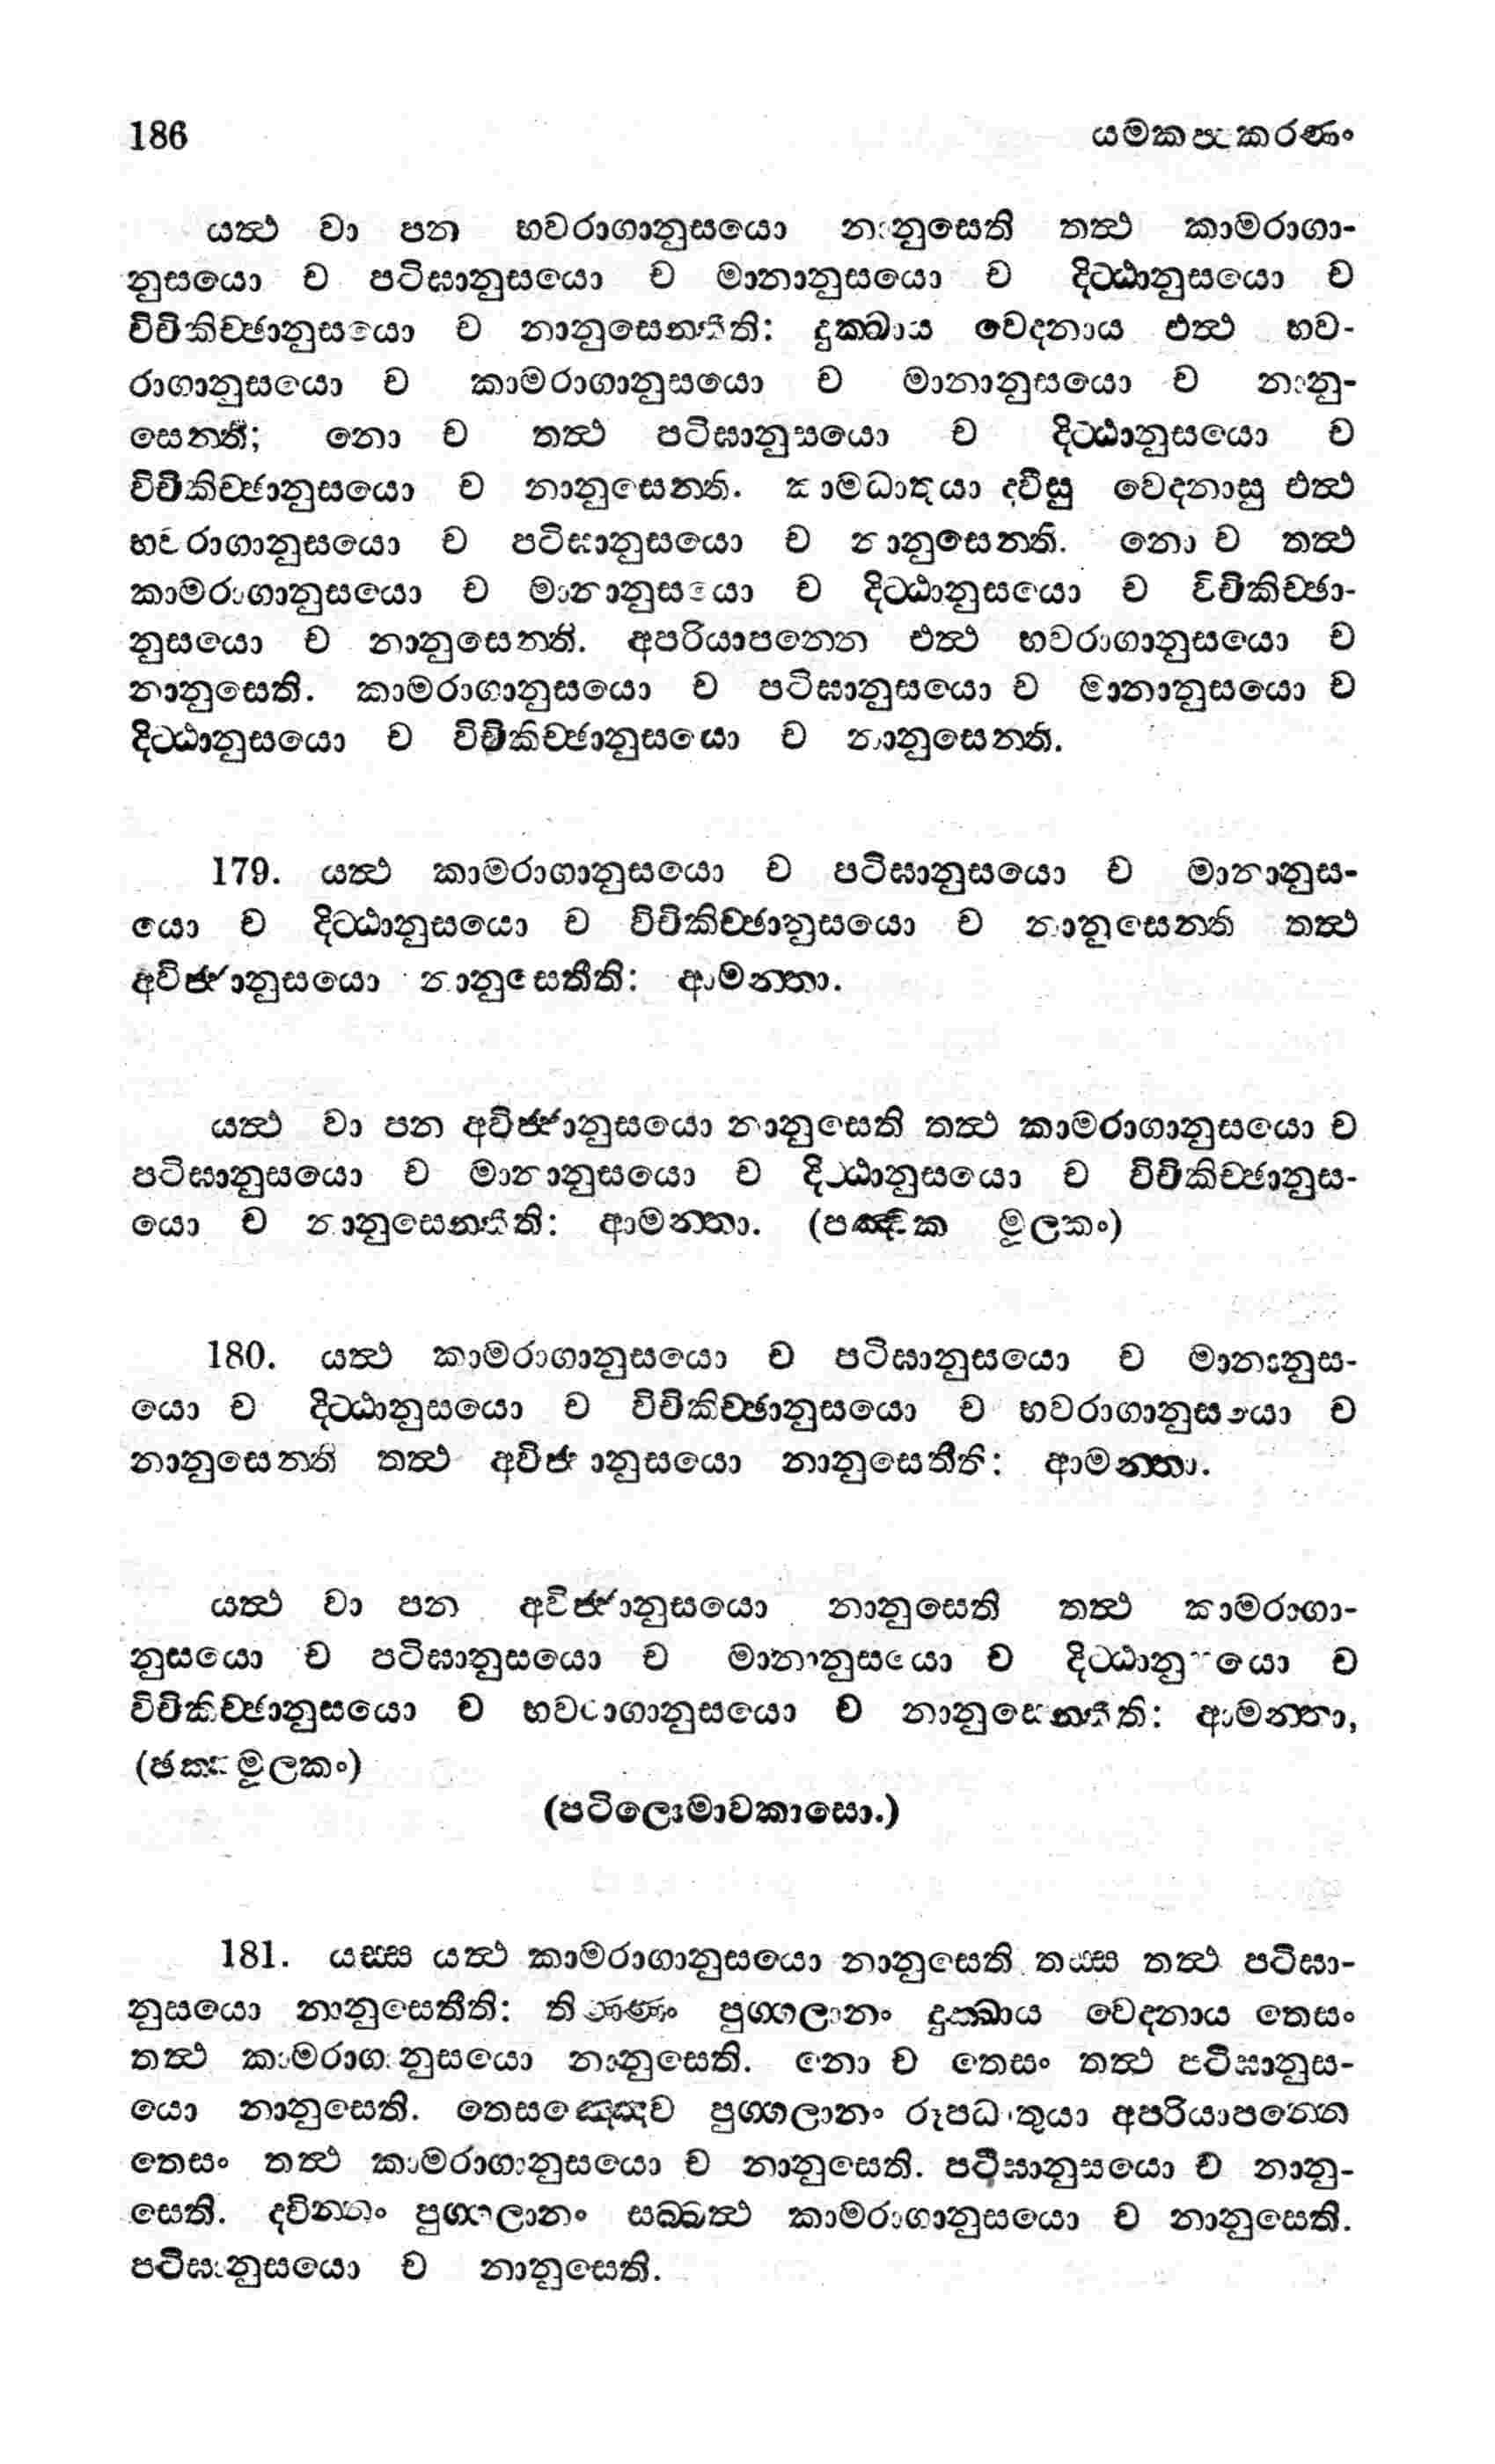 186 යමකපකරණං
යත්‍ථ වා පන භවරාගානුසයො නානුසෙති තත්‍ථ කාමරාගා-
නුසයො ච පටිඝානුසයො ච මානානුසයො ච දිට්‍ඨානුසයො ච
විචිකිච්ඡානුසයො ච නානුසෙන්තීති: දුක්ඛාය වෙදනාය එත්‍ථ භව-
රාගානුසයො ච කාමරාගානුසයො ච මානානුසයො ච නානු-
සෙන්ති; නො ච තත්‍ථ පටිඝානුසයො ච දිට්‍ඨානුසයො ච
විචිකිච්ඡානුසයො ච නානුසෙන්ති. කාමධාතුයා ද්වීසු වෙදනාසු එත්‍ථ
භවරාගානුසයො ච පටිඝානුසයො ච නානුසෙන්ති. නො ච තත්‍ථ
කාමරාගානුසයො ච මානානුසයො ච දිට්‍ඨානුසයො ච විචිකිච්ඡා-
නුසයො ච නානුසෙන්ති. අපරියාපන්නෙ එත්‍ථ භවරාගානුසයො ච
නානුසෙති. කාමරාගානුසයො ච පටිඝානුසයො ච මානානුසයො ච
දිට්‍ඨානුසයො ච විචිකිච්ඡානුසයො ච නානුසෙන්ති.
179. යත්‍ථ කාමරාගානුසයො ච පටිඝානුසයො ච මානානුස-
යො ච දිට්‍ඨානුසයො ච විචිකිච්ඡානුසයො ච නානුසෙන්ති තත්‍ථ
අවිජ්ජානුසයො නානුසෙතීති: ආමන්තා.
යත්‍ථ වා පන අවිජ්ජානුසයො නානුසෙති තත්‍ථ කාමරාගානුසයො ච
පටිඝානුසයො ච මානානුසයො ච දිට්‍ඨානුසයො ච විචිකිච්ඡානුස-
යො ච නානුසෙන්තීති: ආමන්තා. (පඤ්චක මූලකං)
180. යත්‍ථ කාමරාගානුසයො ච පටිඝානුසයො ච මානානුස-
යො ච දිට්‍ඨානුසයො ච විචිකිච්ඡානුසයො ච භවරාගානුසයො ච
නානුසෙන්ති තත්‍ථ අවිජ්ජානුසයො නානුසෙතීති: ආමන්තා.
යත්‍ථ වා පන අවිජ්ජානුසයො නානුසෙති තත්‍ථ කාමරාගා-
නුසයො ච පටිඝානුසයො ච මානානුසයො ච දිට්‍ඨානුසයො ච
විචිකිච්ඡානුසයො ච භවරාගානුසයො ච නානුසෙන්තීති: ආමන්තා,
(ඡක්ක මූලකං)
(පටිලොමාවකාසො.)
181. යස්ස යත්‍ථ කාමරාගානුසයො නානුසෙති තස්ස තත්‍ථ පටිඝා-
නුසයො නානුසෙතීති: තිණ්ණං පුග්ගලානං දුක්ඛාය වෙදනාය තෙසං
තත්‍ථ කාමරාගානුසයො නානුසෙති. නො ච තෙසං තත්‍ථ පටිඝානුස-
යො නානුසෙති. තෙසඤ්ඤෙව පුග්ගලානං රූපධාතුයා අපරියාපන්නෙ
තෙසං තත්‍ථ කාමරාගානුසයො ච නානුසෙති. පටිඝානුසයො ච නානු-
සෙති. ද්වින්නං පුග්ගලානං සබ්බත්‍ථ කාමරාගානුසයො ච නානුසෙති.
පටිඝානුසයො ච නානුසෙති.